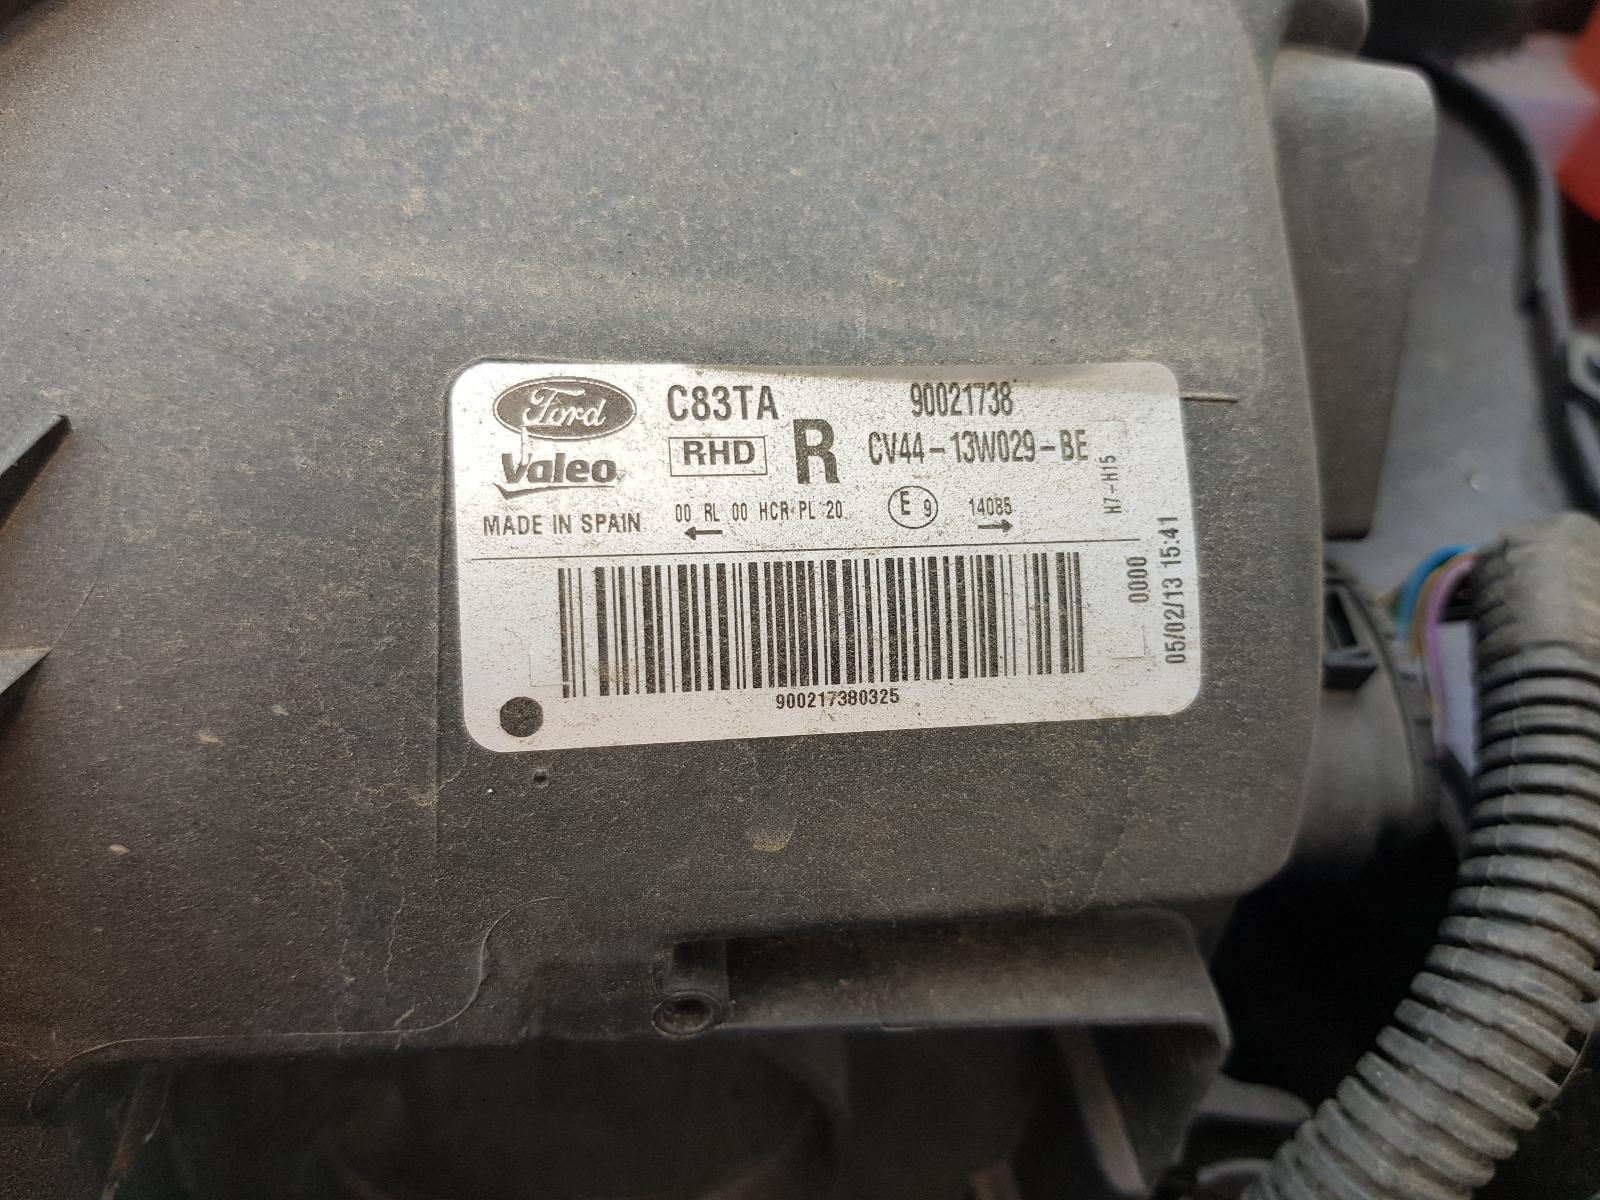 Ford C83TA 90021738
Valeo RHD R CV44-13W029-BE
MADE IN SPAIN 00 RL 00 HCR PL 20 E 9 14085
← →
H7-H15
0000
05/02/13 15:41
900217380325